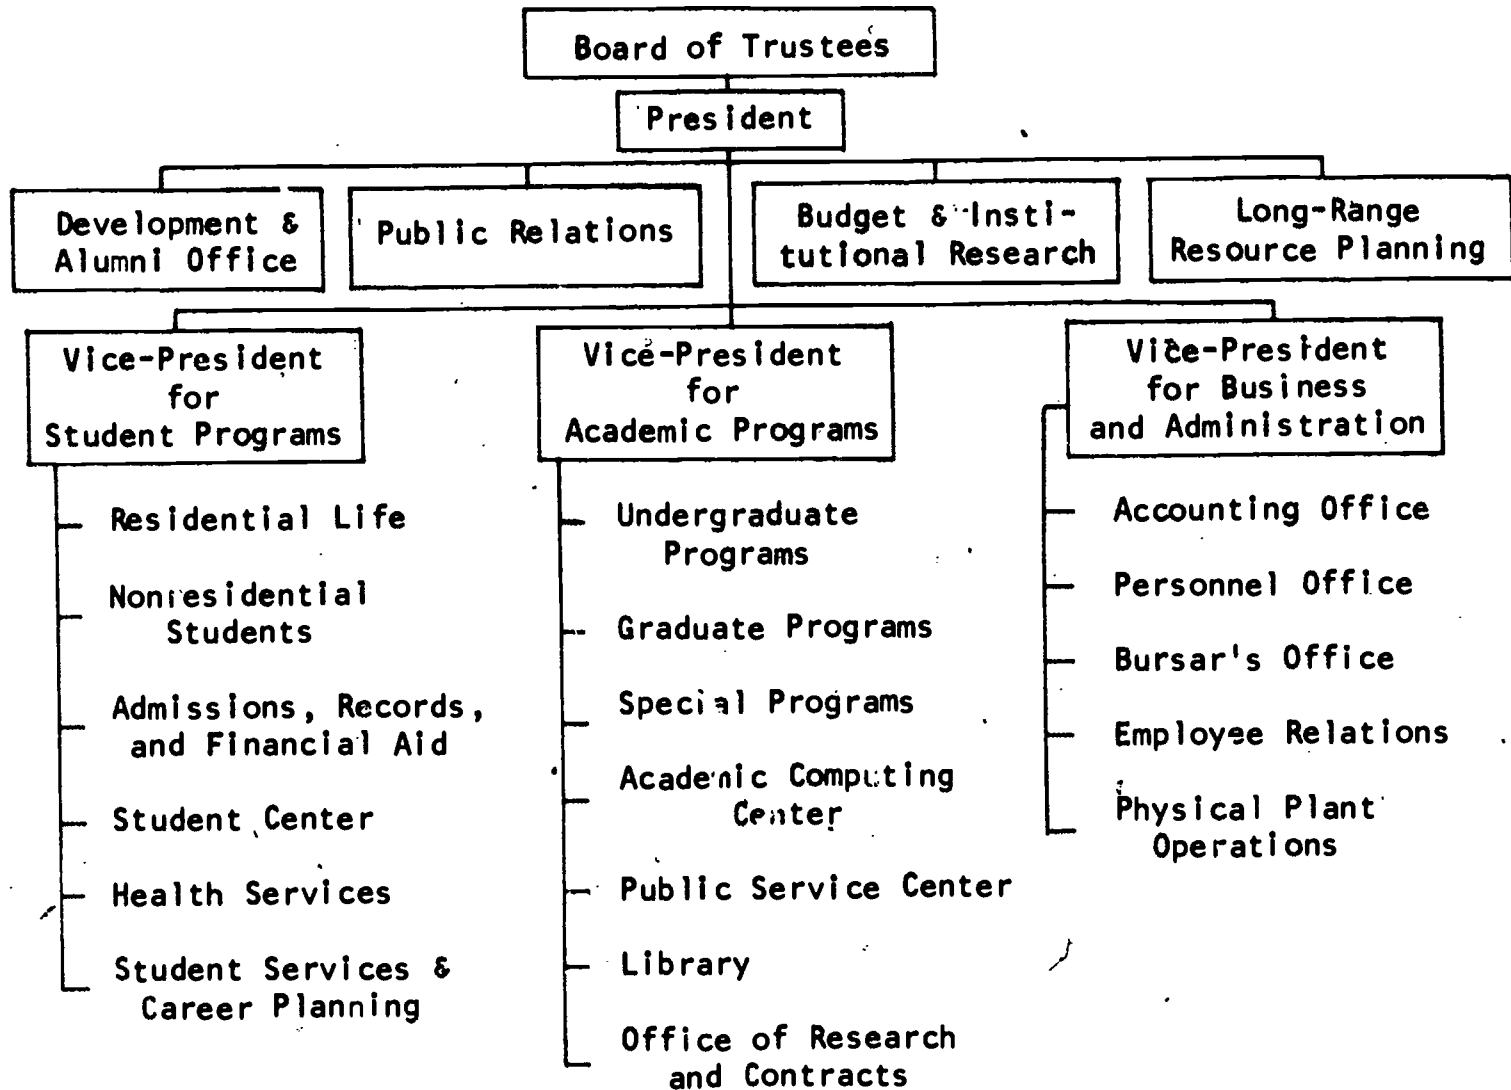 Board of Trustees
President
Development &
Alumni Office
Public Relations
Budget & Insti-
tutional Research
Long-Range
Resource Planning
Vice-President
for
Student Programs
Residential Life
Nonresidential
Students
Admissions, Records,
and Financial Aid
Student Center
Health Services
Student Services &
Career Planning
Vice-President
for
Academic Programs
Undergraduate
Programs
Graduate Programs
Special Programs
Academic Computing
Center
Public Service Center
Library
Office of Research
and Contracts
Vice-President
for Business
and Administration
Accounting Office
Personnel Office
Bursar's Office
Employee Relations
Physical Plant
Operations